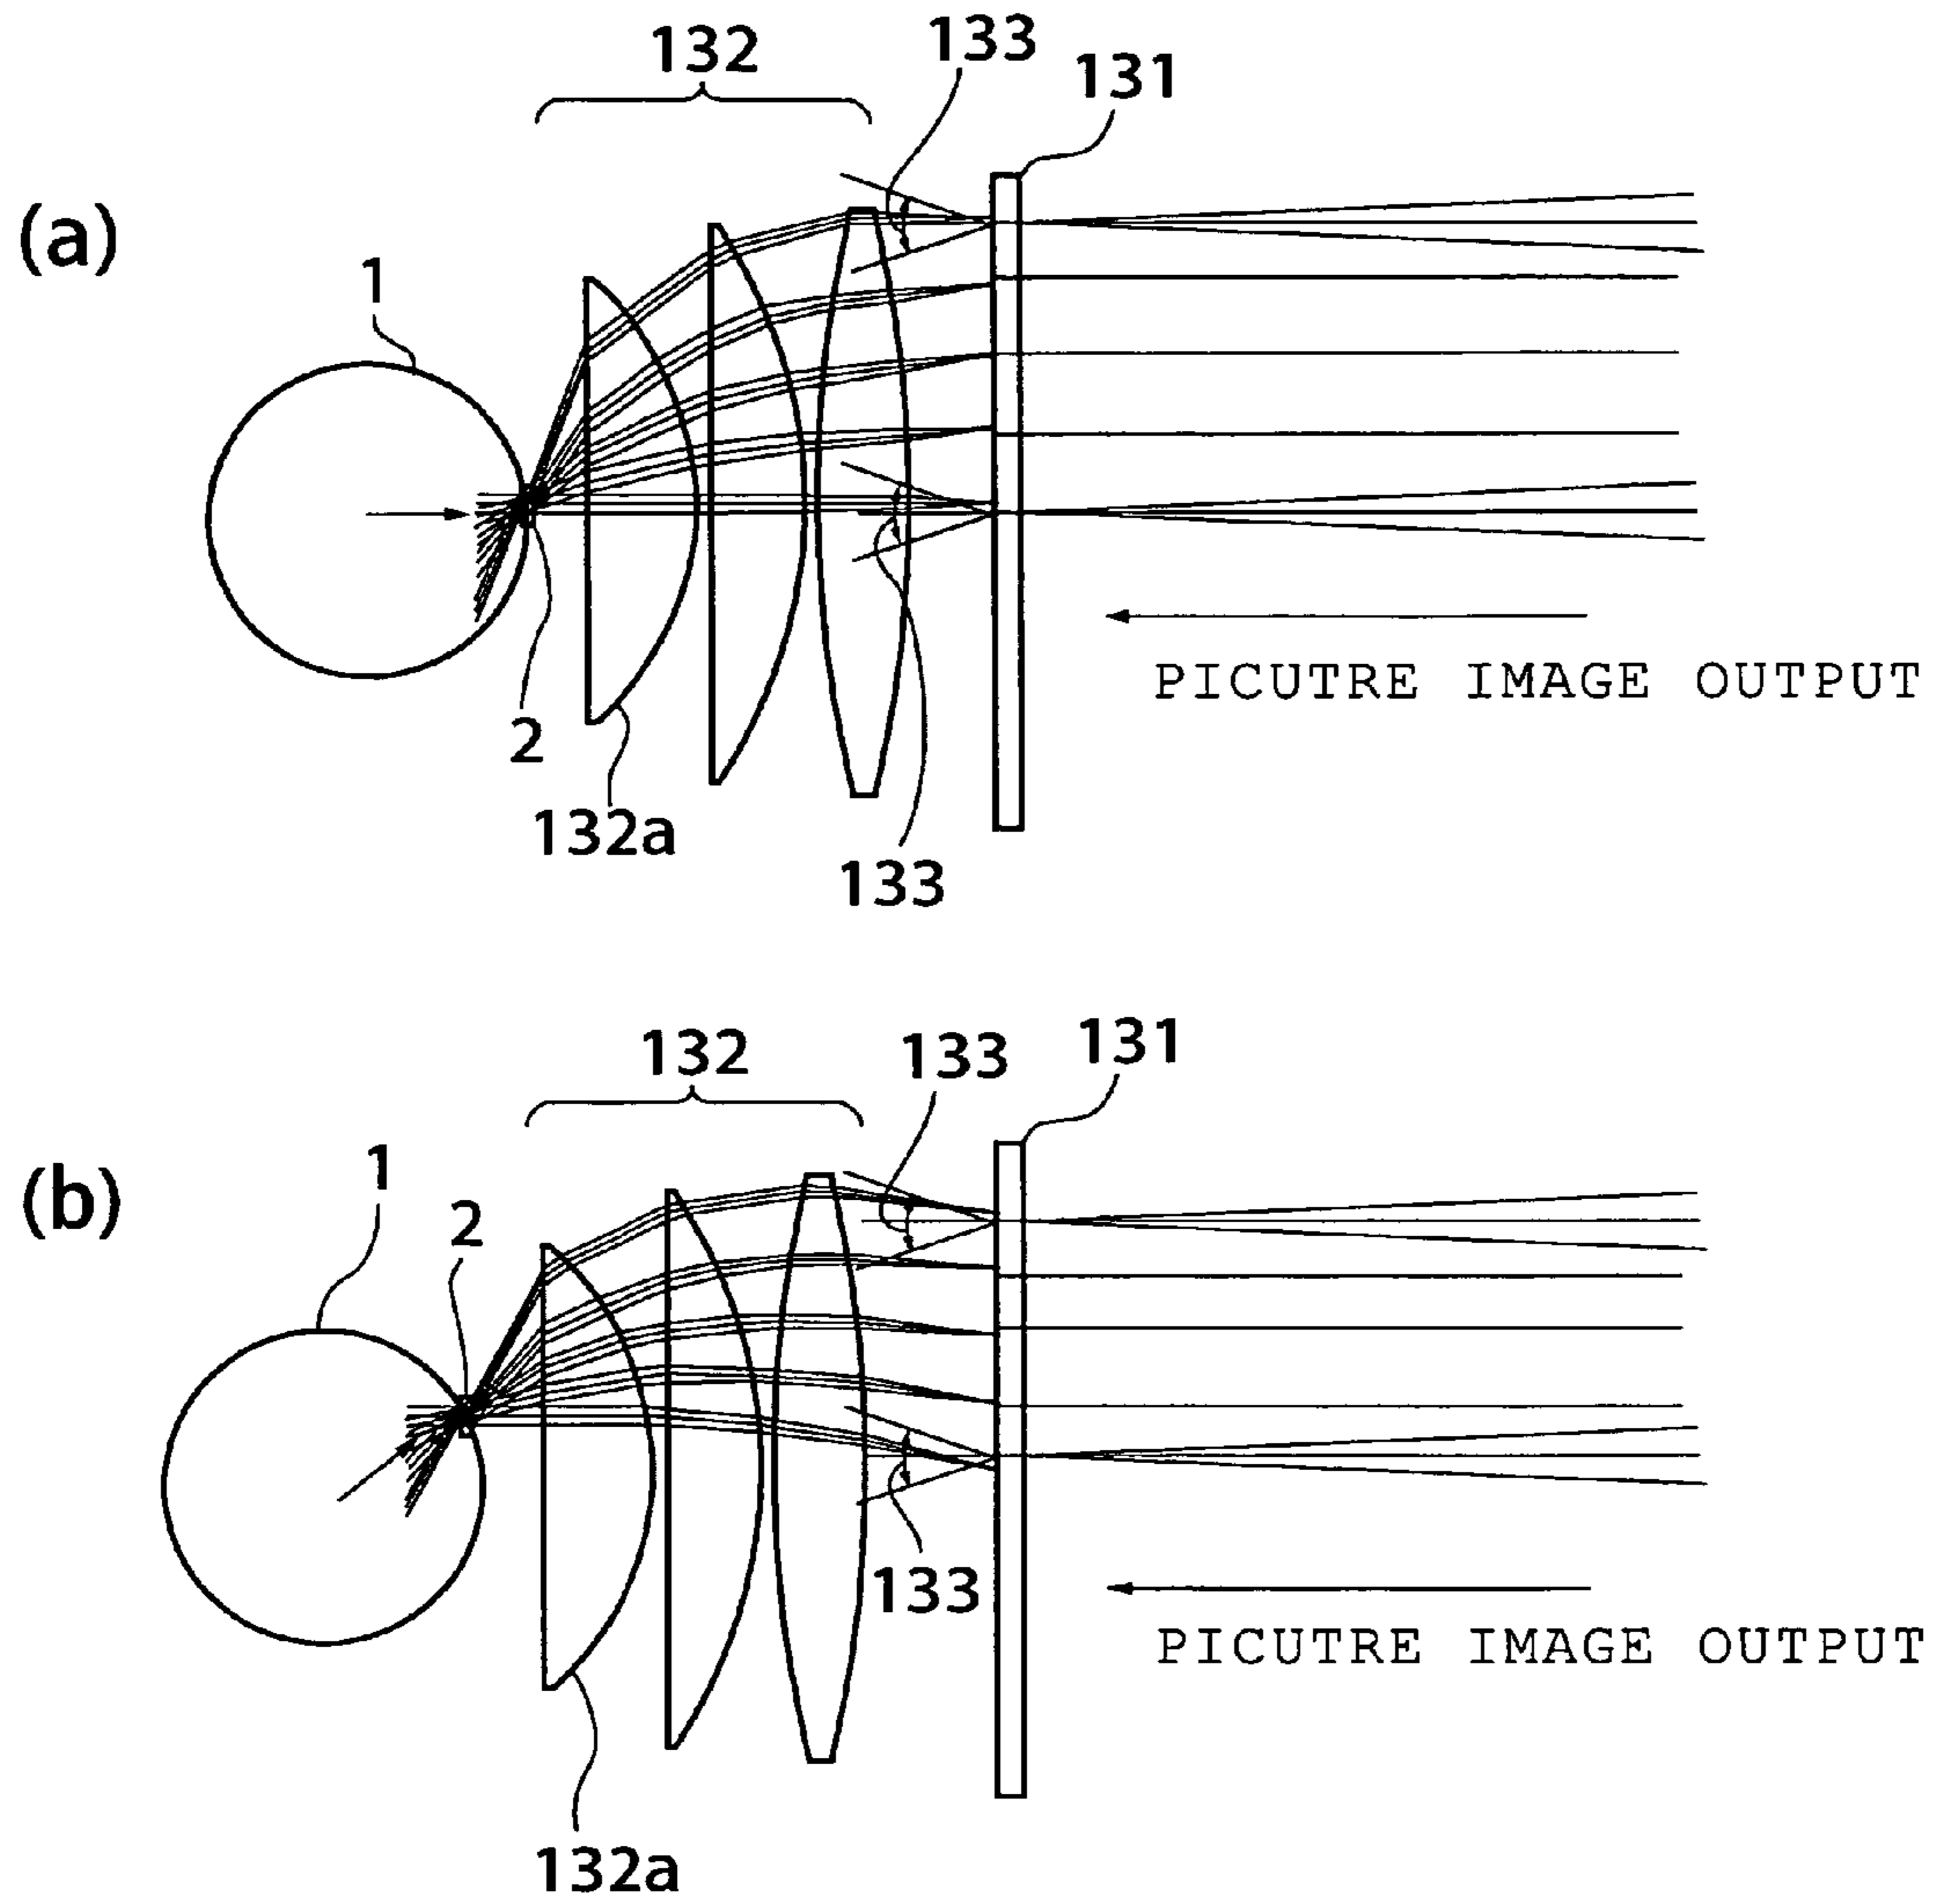 132
133
131
(a)
1
PICUTRE IMAGE OUTPUT
2
132a
133
132
133
131
(b)
1
2
133
PICUTRE IMAGE OUTPUT
132a